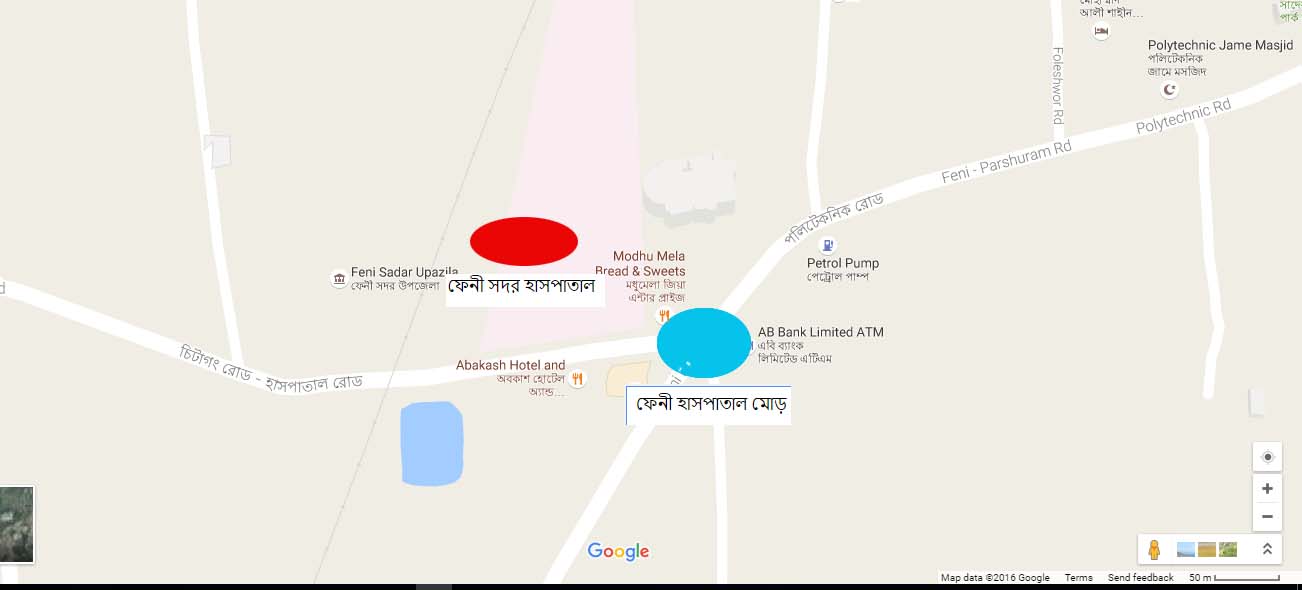 আলী শাহীন...
পার্ক
Polytechnic Jame Masjid
পলিটেকনিক
জামে মসজিদ
Foleshwor Rd
Polytechnic Rd
Feni - Parshuram Rd
পলিটেকনিক রোড
Petrol Pump
পেট্রোল পাম্প
Modhu Mela
Bread & Sweets
মধুমেলা জিয়া
এন্টার প্রাইজ
Feni Sadar Upazila
ফেনী সদর উপজেলা
ফেনী সদর হাসপাতাল
AB Bank Limited ATM
এবি ব্যাংক
লিমিটেড এটিএম
চিটাগং রোড - হাসপাতাল রোড
Abakash Hotel and
অবকাশ হোটেল
অ্যান্ড...
ফেনী হাসপাতাল মোড়
Google
Map data ©2016 Google Terms Send feedback 50 m